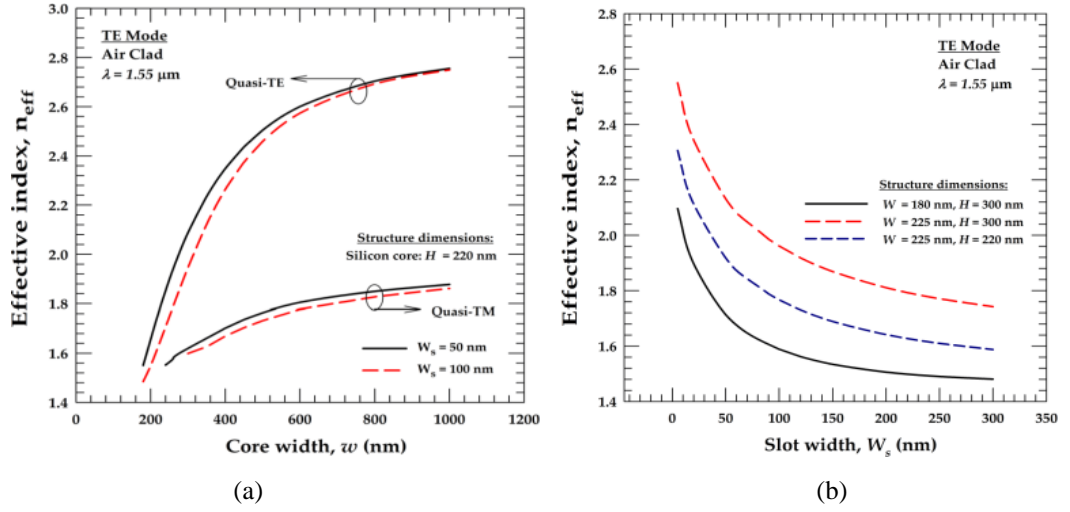 TE Mode
Air Clad
λ = 1.55 µm
Quasi-TE
Structure dimensions:
Silicon core: H = 220 nm
Quasi-TM
W_s = 50 nm
W_s = 100 nm
Effective index, n_eff
3.0
2.8
2.6
2.4
2.2
2.0
1.8
1.6
1.4
0
200
400
600
800
1000
1200
Core width, w (nm)
(a)
TE Mode
Air Clad
λ = 1.55 µm
Structure dimensions:
W = 180 nm, H = 300 nm
W = 225 nm, H = 300 nm
W = 225 nm, H = 220 nm
Effective index, n_eff
2.8
2.6
2.4
2.2
2.0
1.8
1.6
1.4
0
50
100
150
200
250
300
350
Slot width, W_s (nm)
(b)